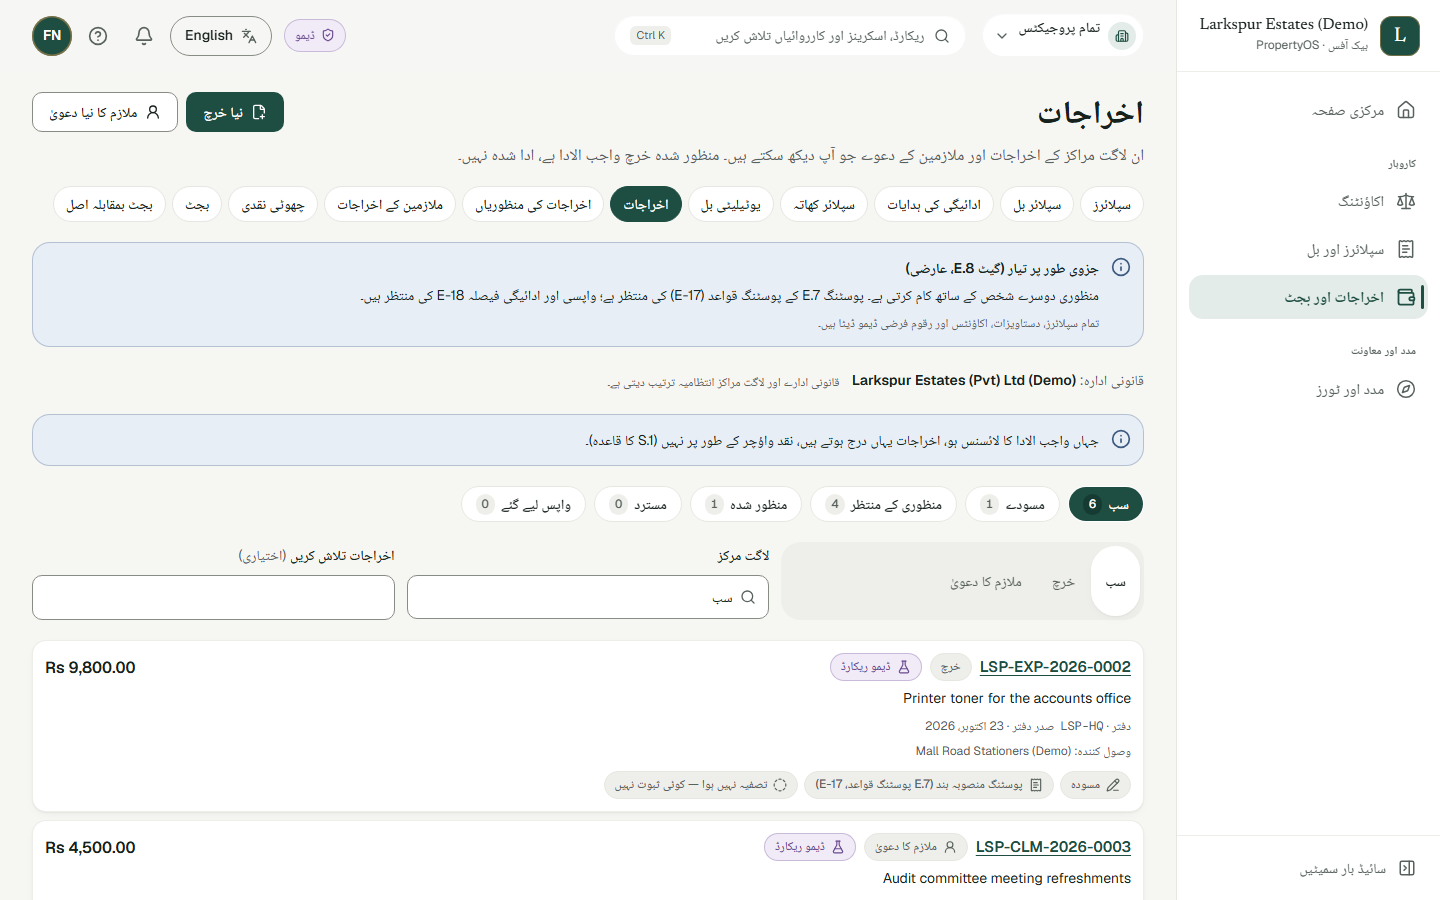 Larkspur Estates (Demo)
بیک آفس · PropertyOS
L
مرکزی صفحہ
کاروبار
اکاؤنٹنگ
سپلائرز اور بل
اخراجات اور بجٹ
مدد اور معاونت
مدد اور ٹورز
سائیڈ بار سمیٹیں
تمام پروجیکٹس
ریکارڈ، اسکرینز اور کارروائیاں تلاش کریں
Ctrl K
ڈیمو
English
FN
اخراجات
نیا خرچ
ملازم کا نیا دعویٰ
ان لاگت مراکز کے اخراجات اور ملازمین کے دعوے جو آپ دیکھ سکتے ہیں۔ منظور شدہ خرچ واجب الادا ہے، ادا شدہ نہیں۔
سپلائرز
سپلائر بل
ادائیگی کی ہدایات
سپلائر کھاتہ
یوٹیلیٹی بل
اخراجات
اخراجات کی منظوریاں
ملازمین کے اخراجات
چھوٹی نقدی
بجٹ
بجٹ بمقابلہ اصل
جزوی طور پر تیار (گیٹ E.8، عارضی)
منظوری دوسرے شخص کے ساتھ کام کرتی ہے۔ پوسٹنگ E.7 کے پوسٹنگ قواعد (E-17) کی منتظر ہے؛ واپسی اور ادائیگی فیصلہ E-18 کی منتظر ہیں۔
تمام سپلائرز، دستاویزات، اکاؤنٹس اور رقوم فرضی ڈیمو ڈیٹا ہیں۔
قانونی ادارہ: Larkspur Estates (Pvt) Ltd (Demo) قانونی ادارے اور لاگت مراکز انتظامیہ ترتیب دیتی ہے۔
جہاں واجب الادا کا لائسنس ہو، اخراجات یہاں درج ہوتے ہیں، نقد واؤچر کے طور پر نہیں (S.1 کا قاعدہ)۔
سب 6
مسودے 1
منظوری کے منتظر 4
منظور شدہ 1
مسترد 0
واپس لیے گئے 0
سب
خرچ
ملازم کا دعویٰ
لاگت مرکز
سب
اخراجات تلاش کریں (اختیاری)
LSP-EXP-2026-0002
خرچ
ڈیمو ریکارڈ
Rs 9,800.00
Printer toner for the accounts office
دفتر · LSP-HQ صدر دفتر · 23 اکتوبر، 2026
وصول کنندہ: Mall Road Stationers (Demo)
مسودہ
پوسٹنگ منصوبہ بند (E.7 پوسٹنگ قواعد، E-17)
تصفیہ نہیں ہوا — کوئی ثبوت نہیں
LSP-CLM-2026-0003
ملازم کا دعویٰ
ڈیمو ریکارڈ
Rs 4,500.00
Audit committee meeting refreshments